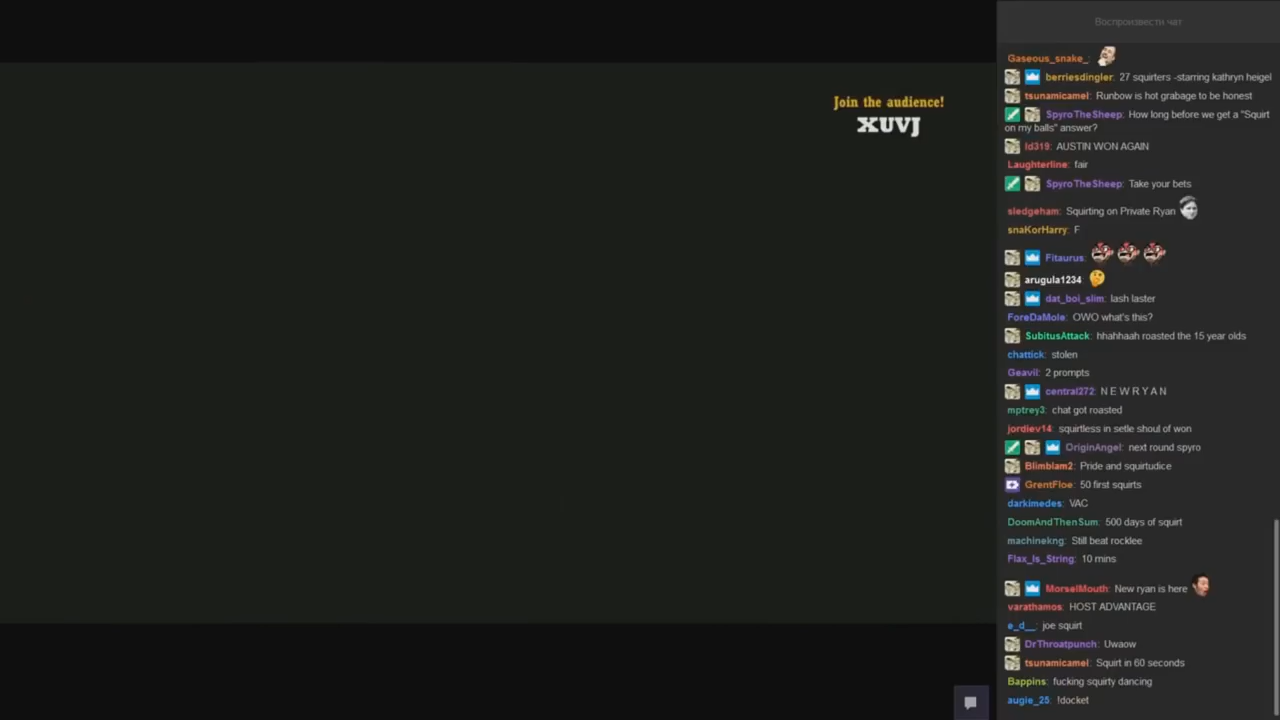 Воспроизвести чат
Join the audience!
XUVJ
Gaseous_snake_:
berriesdingler: 27 squirters -starring kathryn heigel
tsunamicamel: Runbow is hot grabage to be honest
SpyroTheSheep: How long before we get a "Squirt
on my balls" answer?
ld319: AUSTIN WON AGAIN
Laughterline: fair
SpyroTheSheep: Take your bets
sledgeham: Squirting on Private Ryan
snaKorHarry: F
Fitaurus:
arugula1234:
dat_boi_slim: lash laster
ForeDaMole: OWO what's this?
SubitusAttack: hhahhaah roasted the 15 year olds
chattick: stolen
Geavil: 2 prompts
central272: N E W R Y A N
mptrey3: chat got roasted
jordiev14: squirtless in setle shoul of won
OriginAngel: next round spyro
Blimblam2: Pride and squirtudice
GrentFloe: 50 first squirts
darkimedes: VAC
DoomAndThenSum: 500 days of squirt
machinekng: Still beat rocklee
Flax_Is_String: 10 mins
MorselMouth: New ryan is here
varathamos: HOST ADVANTAGE
e_d__: joe squirt
DrThroatpunch: Uwaow
tsunamicamel: Squirt in 60 seconds
Bappins: fucking squirty dancing
augie_25: !docket